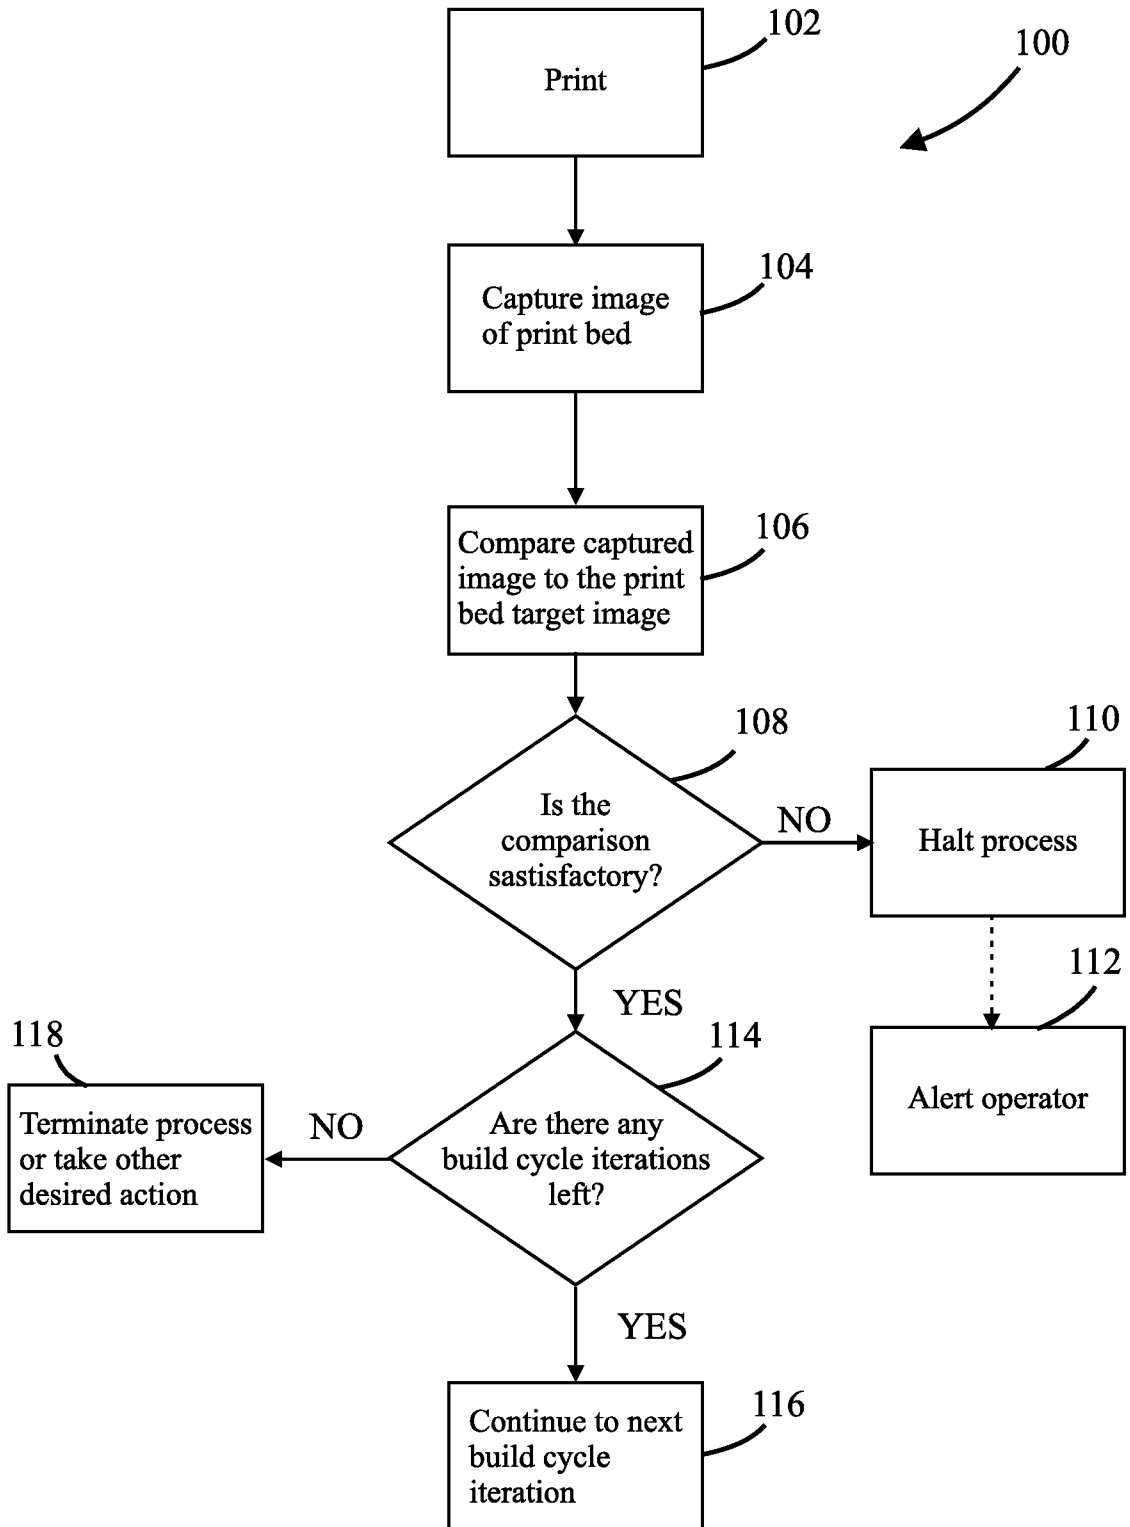 102
100
Print
104
Capture image
of print bed
106
Compare captured
image to the print
bed target image
108
110
Is the
comparison
sastisfactory?
NO
Halt process
112
YES
118
114
Alert operator
Terminate process
or take other
desired action
NO
Are there any
build cycle iterations
left?
YES
116
Continue to next
build cycle
iteration